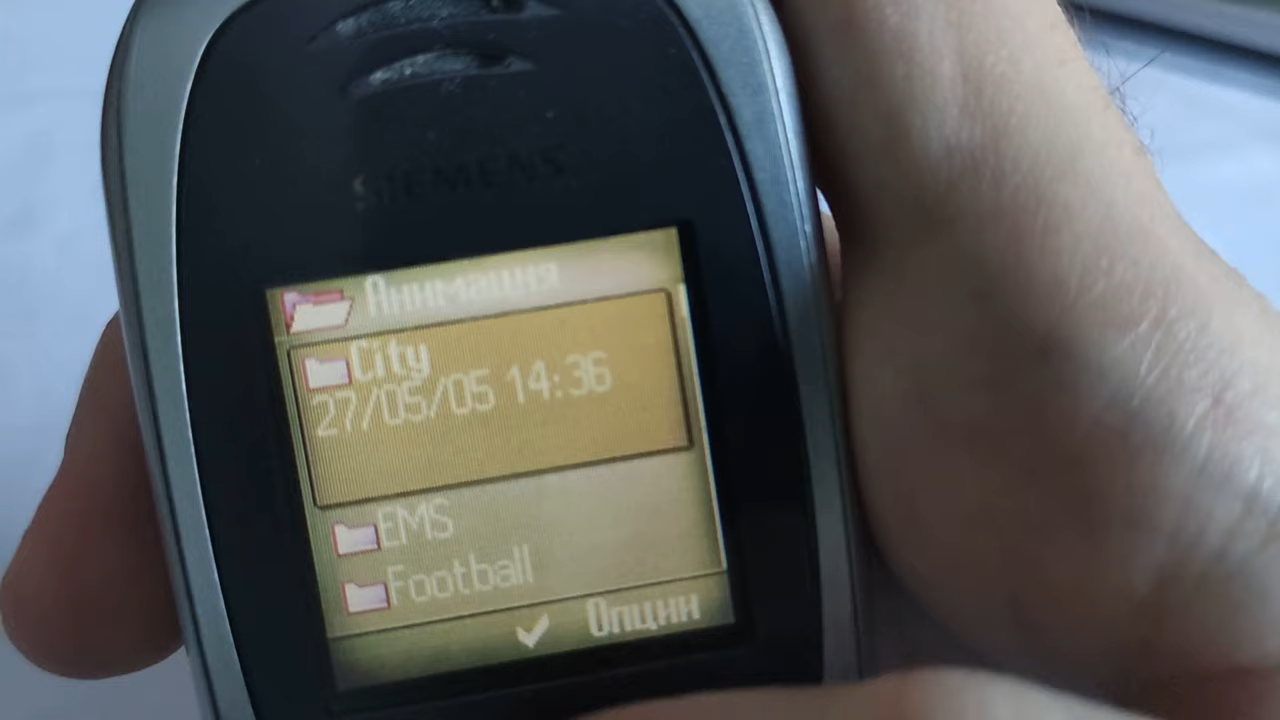 SIEMENS
Анимация
City
27/05/05 14:36
EMS
Football
Опции